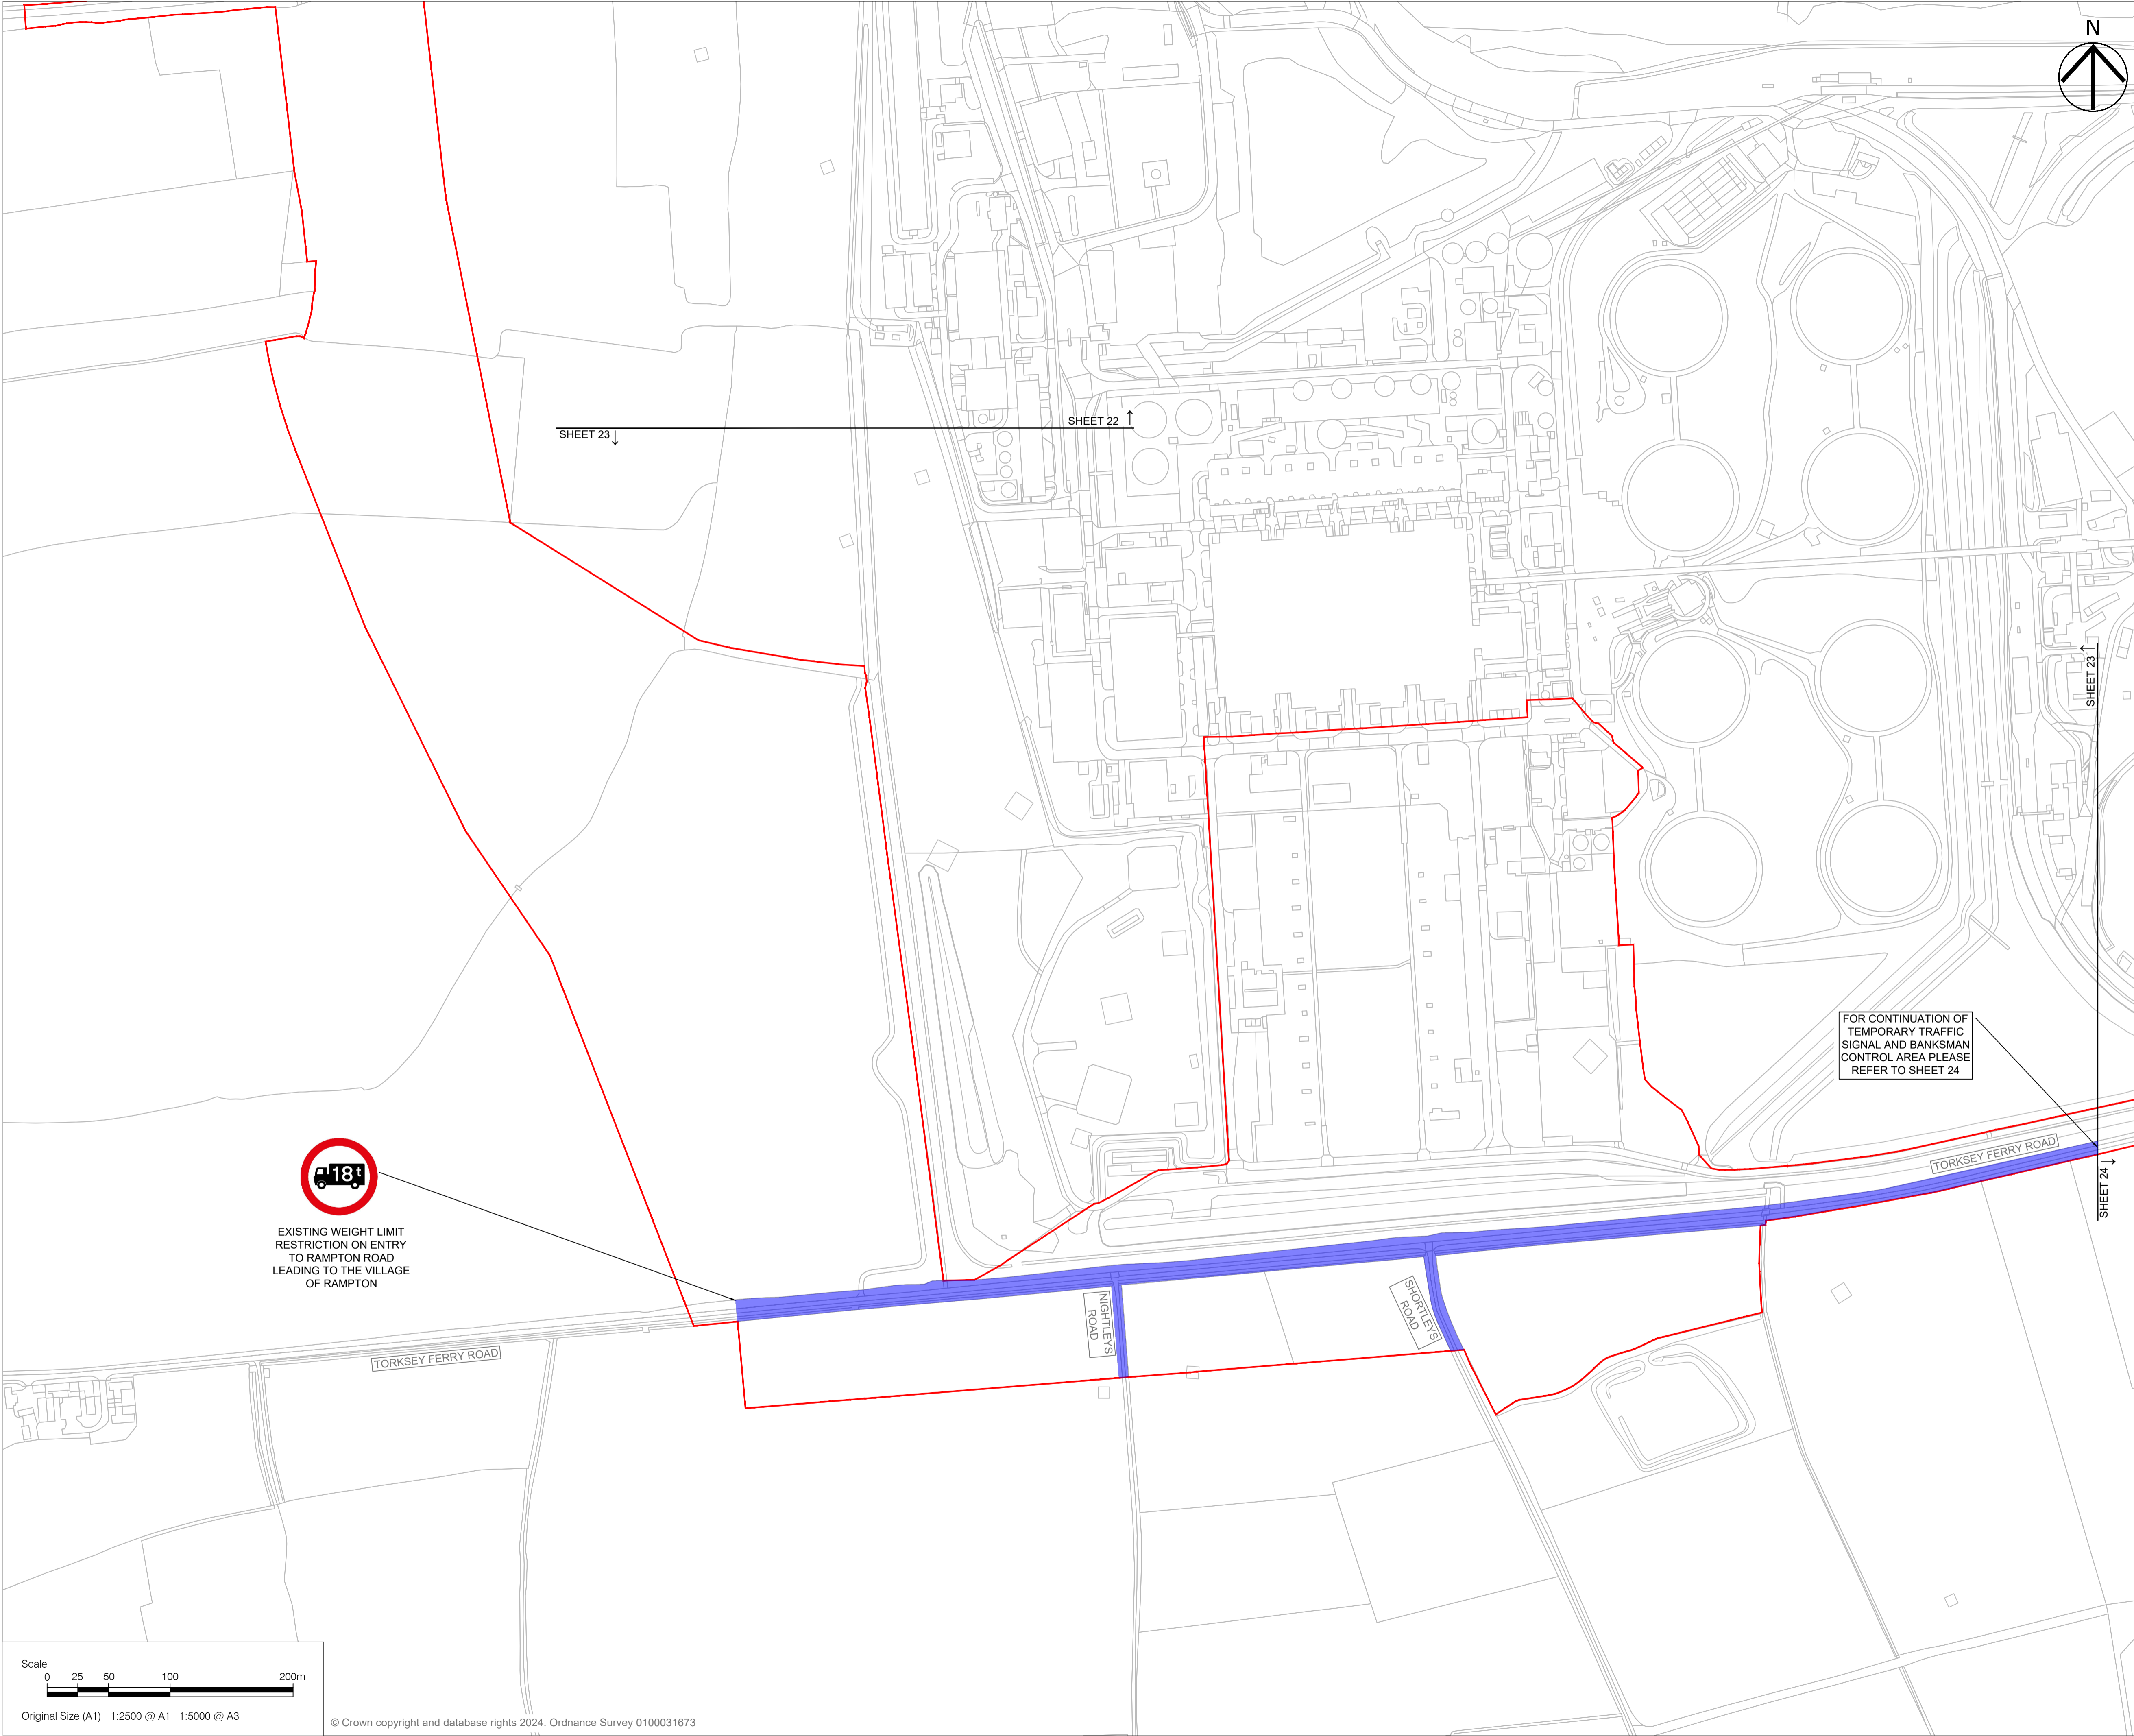 N
SHEET 22
SHEET 23
SHEET 23
FOR CONTINUATION OF
TEMPORARY TRAFFIC
SIGNAL AND BANKSMAN
CONTROL AREA PLEASE
REFER TO SHEET 24
TORKSEY FERRY ROAD
SHEET 24
18t
EXISTING WEIGHT LIMIT
RESTRICTION ON ENTRY
TO RAMPTON ROAD
LEADING TO THE VILLAGE
OF RAMPTON
NIGHTLEYS
ROAD
SHORTLEYS
ROAD
TORKSEY FERRY ROAD
Scale
0 25 50 100 200m
Original Size (A1) 1:2500 @ A1 1:5000 @ A3
© Crown copyright and database rights 2024. Ordnance Survey 0100031673